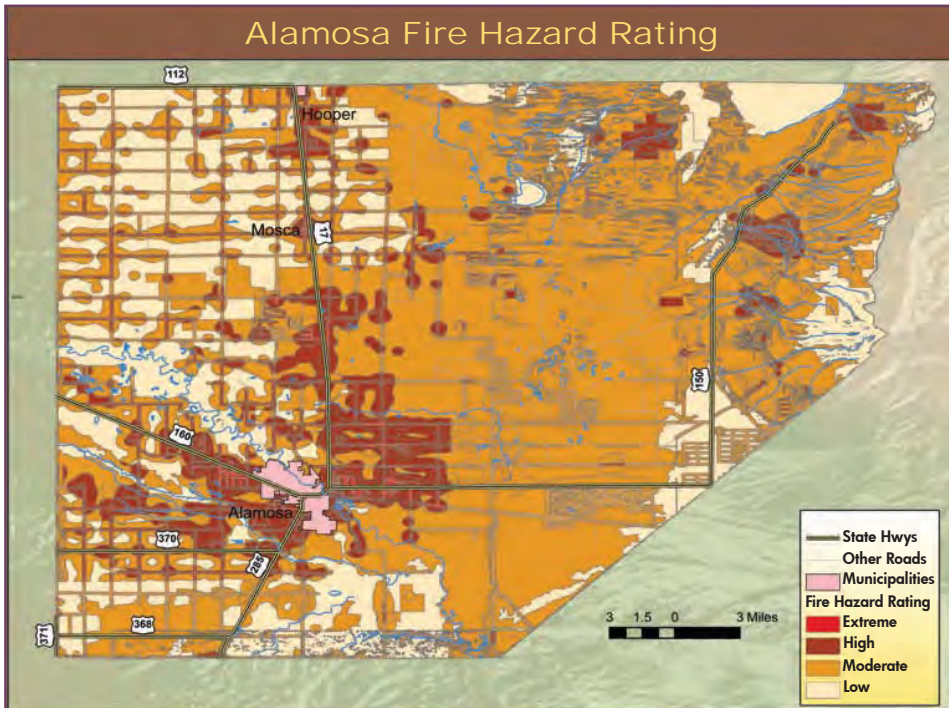 Alamosa Fire Hazard Rating
112
Hooper
Mosca
17
150
160
Alamosa
370
285
368
371
3 1.5 0 3 Miles
State Hwys
Other Roads
Municipalities
Fire Hazard Rating
Extreme
High
Moderate
Low